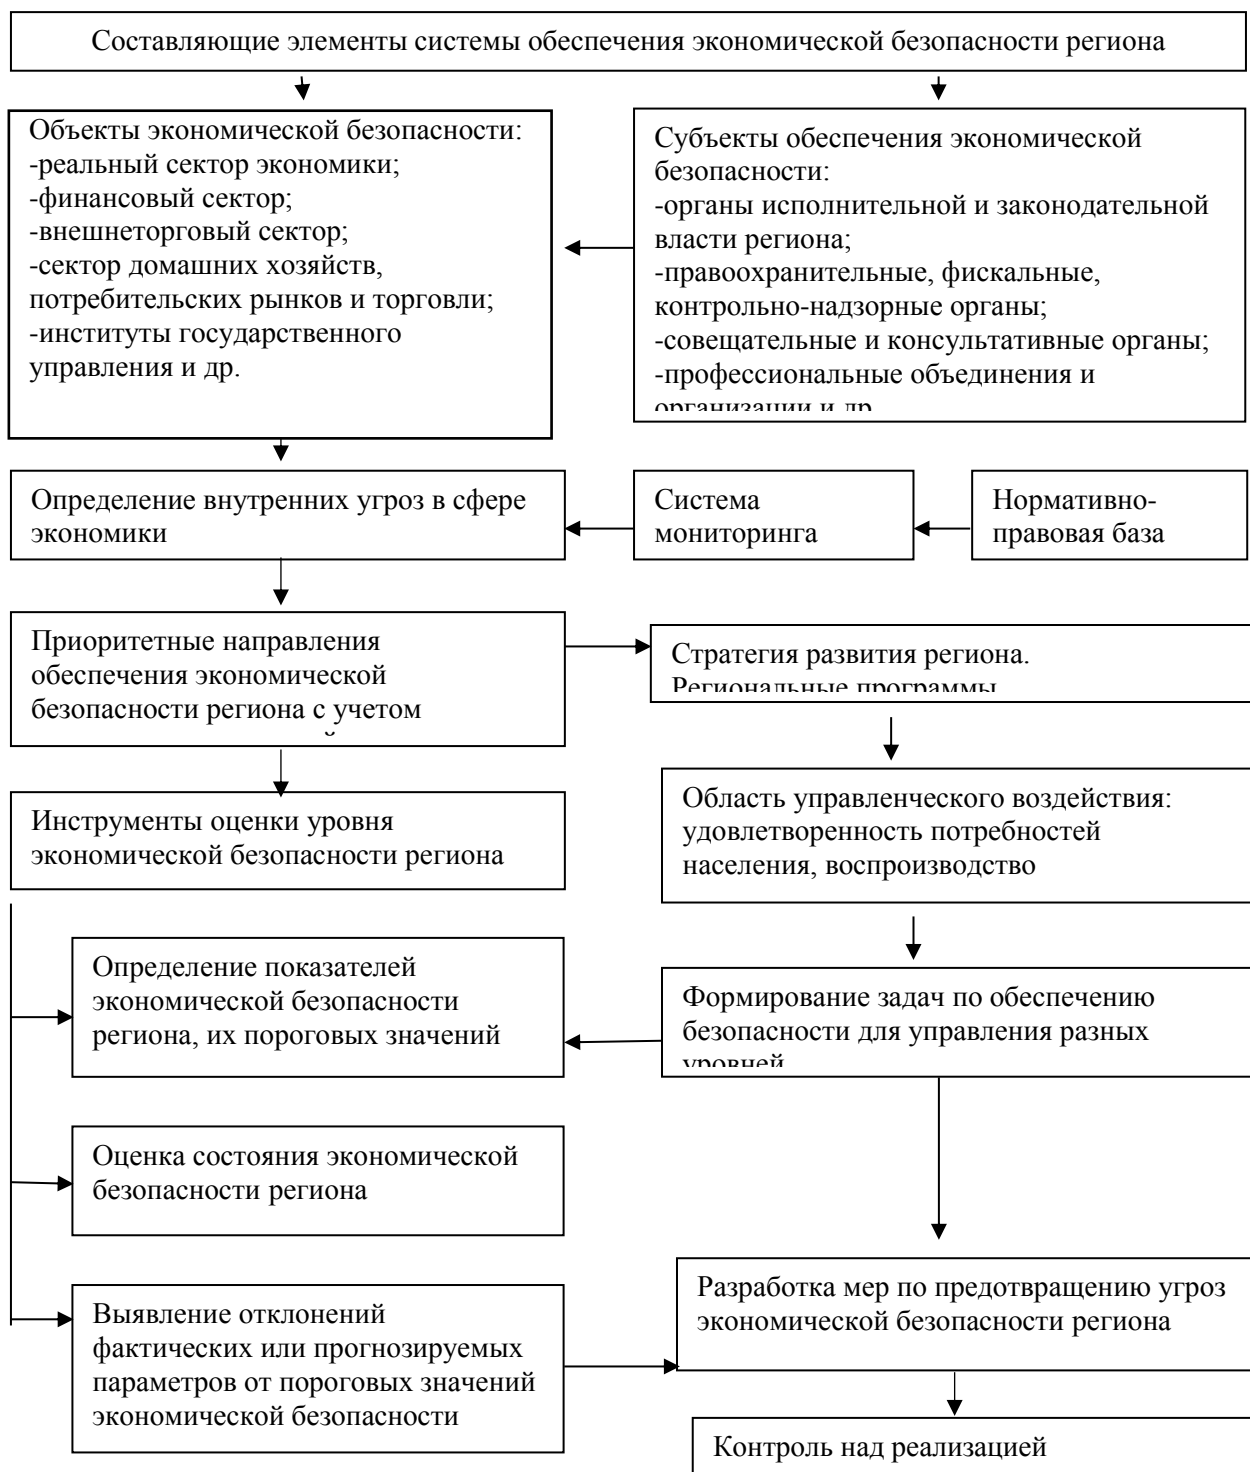 Составляющие элементы системы обеспечения экономической безопасности региона
Объекты экономической безопасности:
-реальный сектор экономики;
-финансовый сектор;
-внешнеторговый сектор;
-сектор домашних хозяйств,
потребительских рынков и торговли;
-институты государственного
управления и др.
Субъекты обеспечения экономической
безопасности:
-органы исполнительной и законодательной
власти региона;
-правоохранительные, фискальные,
контрольно-надзорные органы;
-совещательные и консультативные органы;
-профессиональные объединения и
организации и др
Определение внутренних угроз в сфере
экономики
Система
мониторинга
Нормативно-
правовая база
Приоритетные направления
обеспечения экономической
безопасности региона с учетом
Стратегия развития региона.
Региональные программы
Инструменты оценки уровня
экономической безопасности региона
Область управленческого воздействия:
удовлетворенность потребностей
населения, воспроизводство
Определение показателей
экономической безопасности
региона, их пороговых значений
Формирование задач по обеспечению
безопасности для управления разных
уровней
Оценка состояния экономической
безопасности региона
Выявление отклонений
фактических или прогнозируемых
параметров от пороговых значений
экономической безопасности
Разработка мер по предотвращению угроз
экономической безопасности региона
Контроль над реализацией